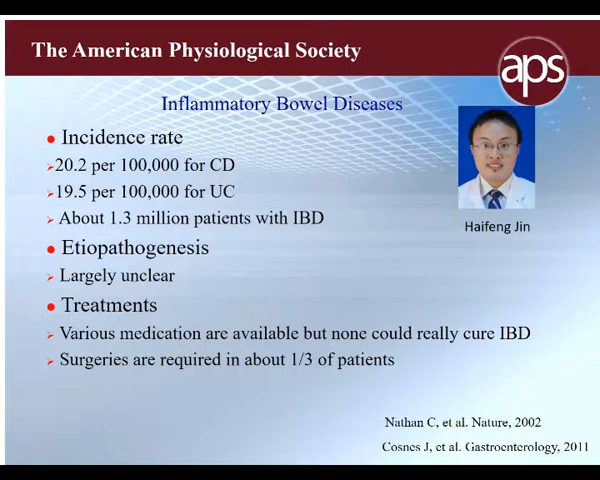 The American Physiological Society
aps
Inflammatory Bowel Diseases
Incidence rate
20.2 per 100,000 for CD
19.5 per 100,000 for UC
About 1.3 million patients with IBD
Haifeng Jin
Etiopathogenesis
Largely unclear
Treatments
Various medication are available but none could really cure IBD
Surgeries are required in about 1/3 of patients
Nathan C, et al. Nature, 2002
Cosnes J, et al. Gastroenterology, 2011